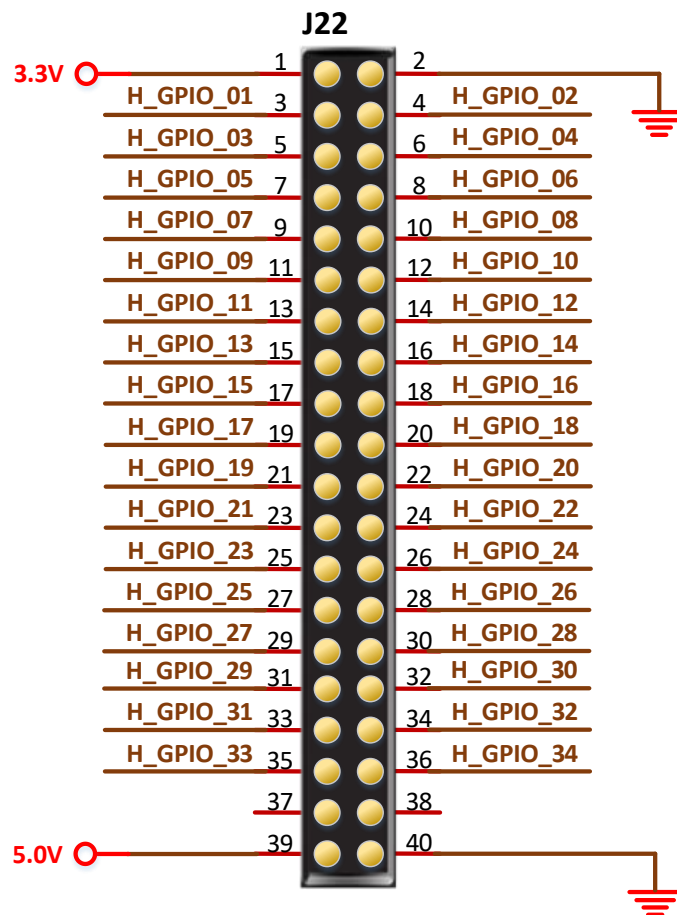 J22
3.3V 1 2
H_GPIO_01 3 4 H_GPIO_02
H_GPIO_03 5 6 H_GPIO_04
H_GPIO_05 7 8 H_GPIO_06
H_GPIO_07 9 10 H_GPIO_08
H_GPIO_09 11 12 H_GPIO_10
H_GPIO_11 13 14 H_GPIO_12
H_GPIO_13 15 16 H_GPIO_14
H_GPIO_15 17 18 H_GPIO_16
H_GPIO_17 19 20 H_GPIO_18
H_GPIO_19 21 22 H_GPIO_20
H_GPIO_21 23 24 H_GPIO_22
H_GPIO_23 25 26 H_GPIO_24
H_GPIO_25 27 28 H_GPIO_26
H_GPIO_27 29 30 H_GPIO_28
H_GPIO_29 31 32 H_GPIO_30
H_GPIO_31 33 34 H_GPIO_32
H_GPIO_33 35 36 H_GPIO_34
37 38
5.0V 39 40